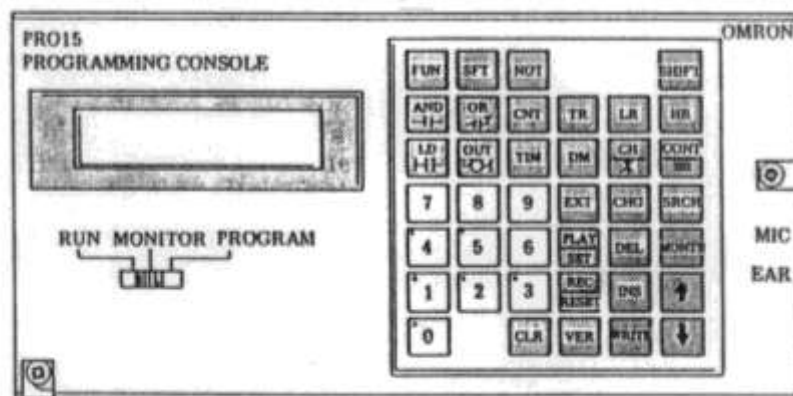 PRO15
PROGRAMMING CONSOLE
OMRON
RUN MONITOR PROGRAM
FUN SFT NOT SHIFT
AND OR CNT TR LR HR
LD OUT TIM DM CH CONT
7 8 9 EXT CHG SRCH
4 5 6 PLAY SET DEL MONTR
1 2 3 REC RESET INS
0 CLR VER WRITE
MIC
EAR